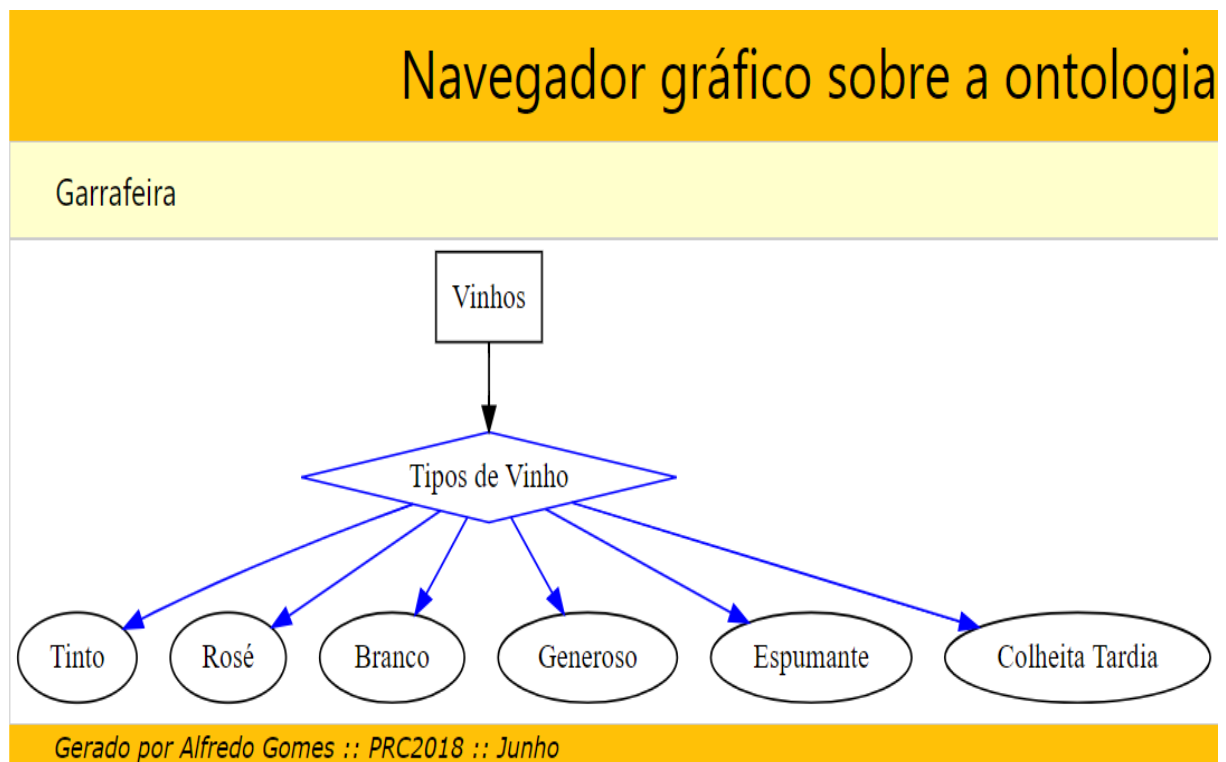 Navegador gráfico sobre a ontologia
Garrafeira
Vinhos
Tipos de Vinho
Tinto
Rosé
Branco
Generoso
Espumante
Colheita Tardia
Gerado por Alfredo Gomes :: PRC2018 :: Junho